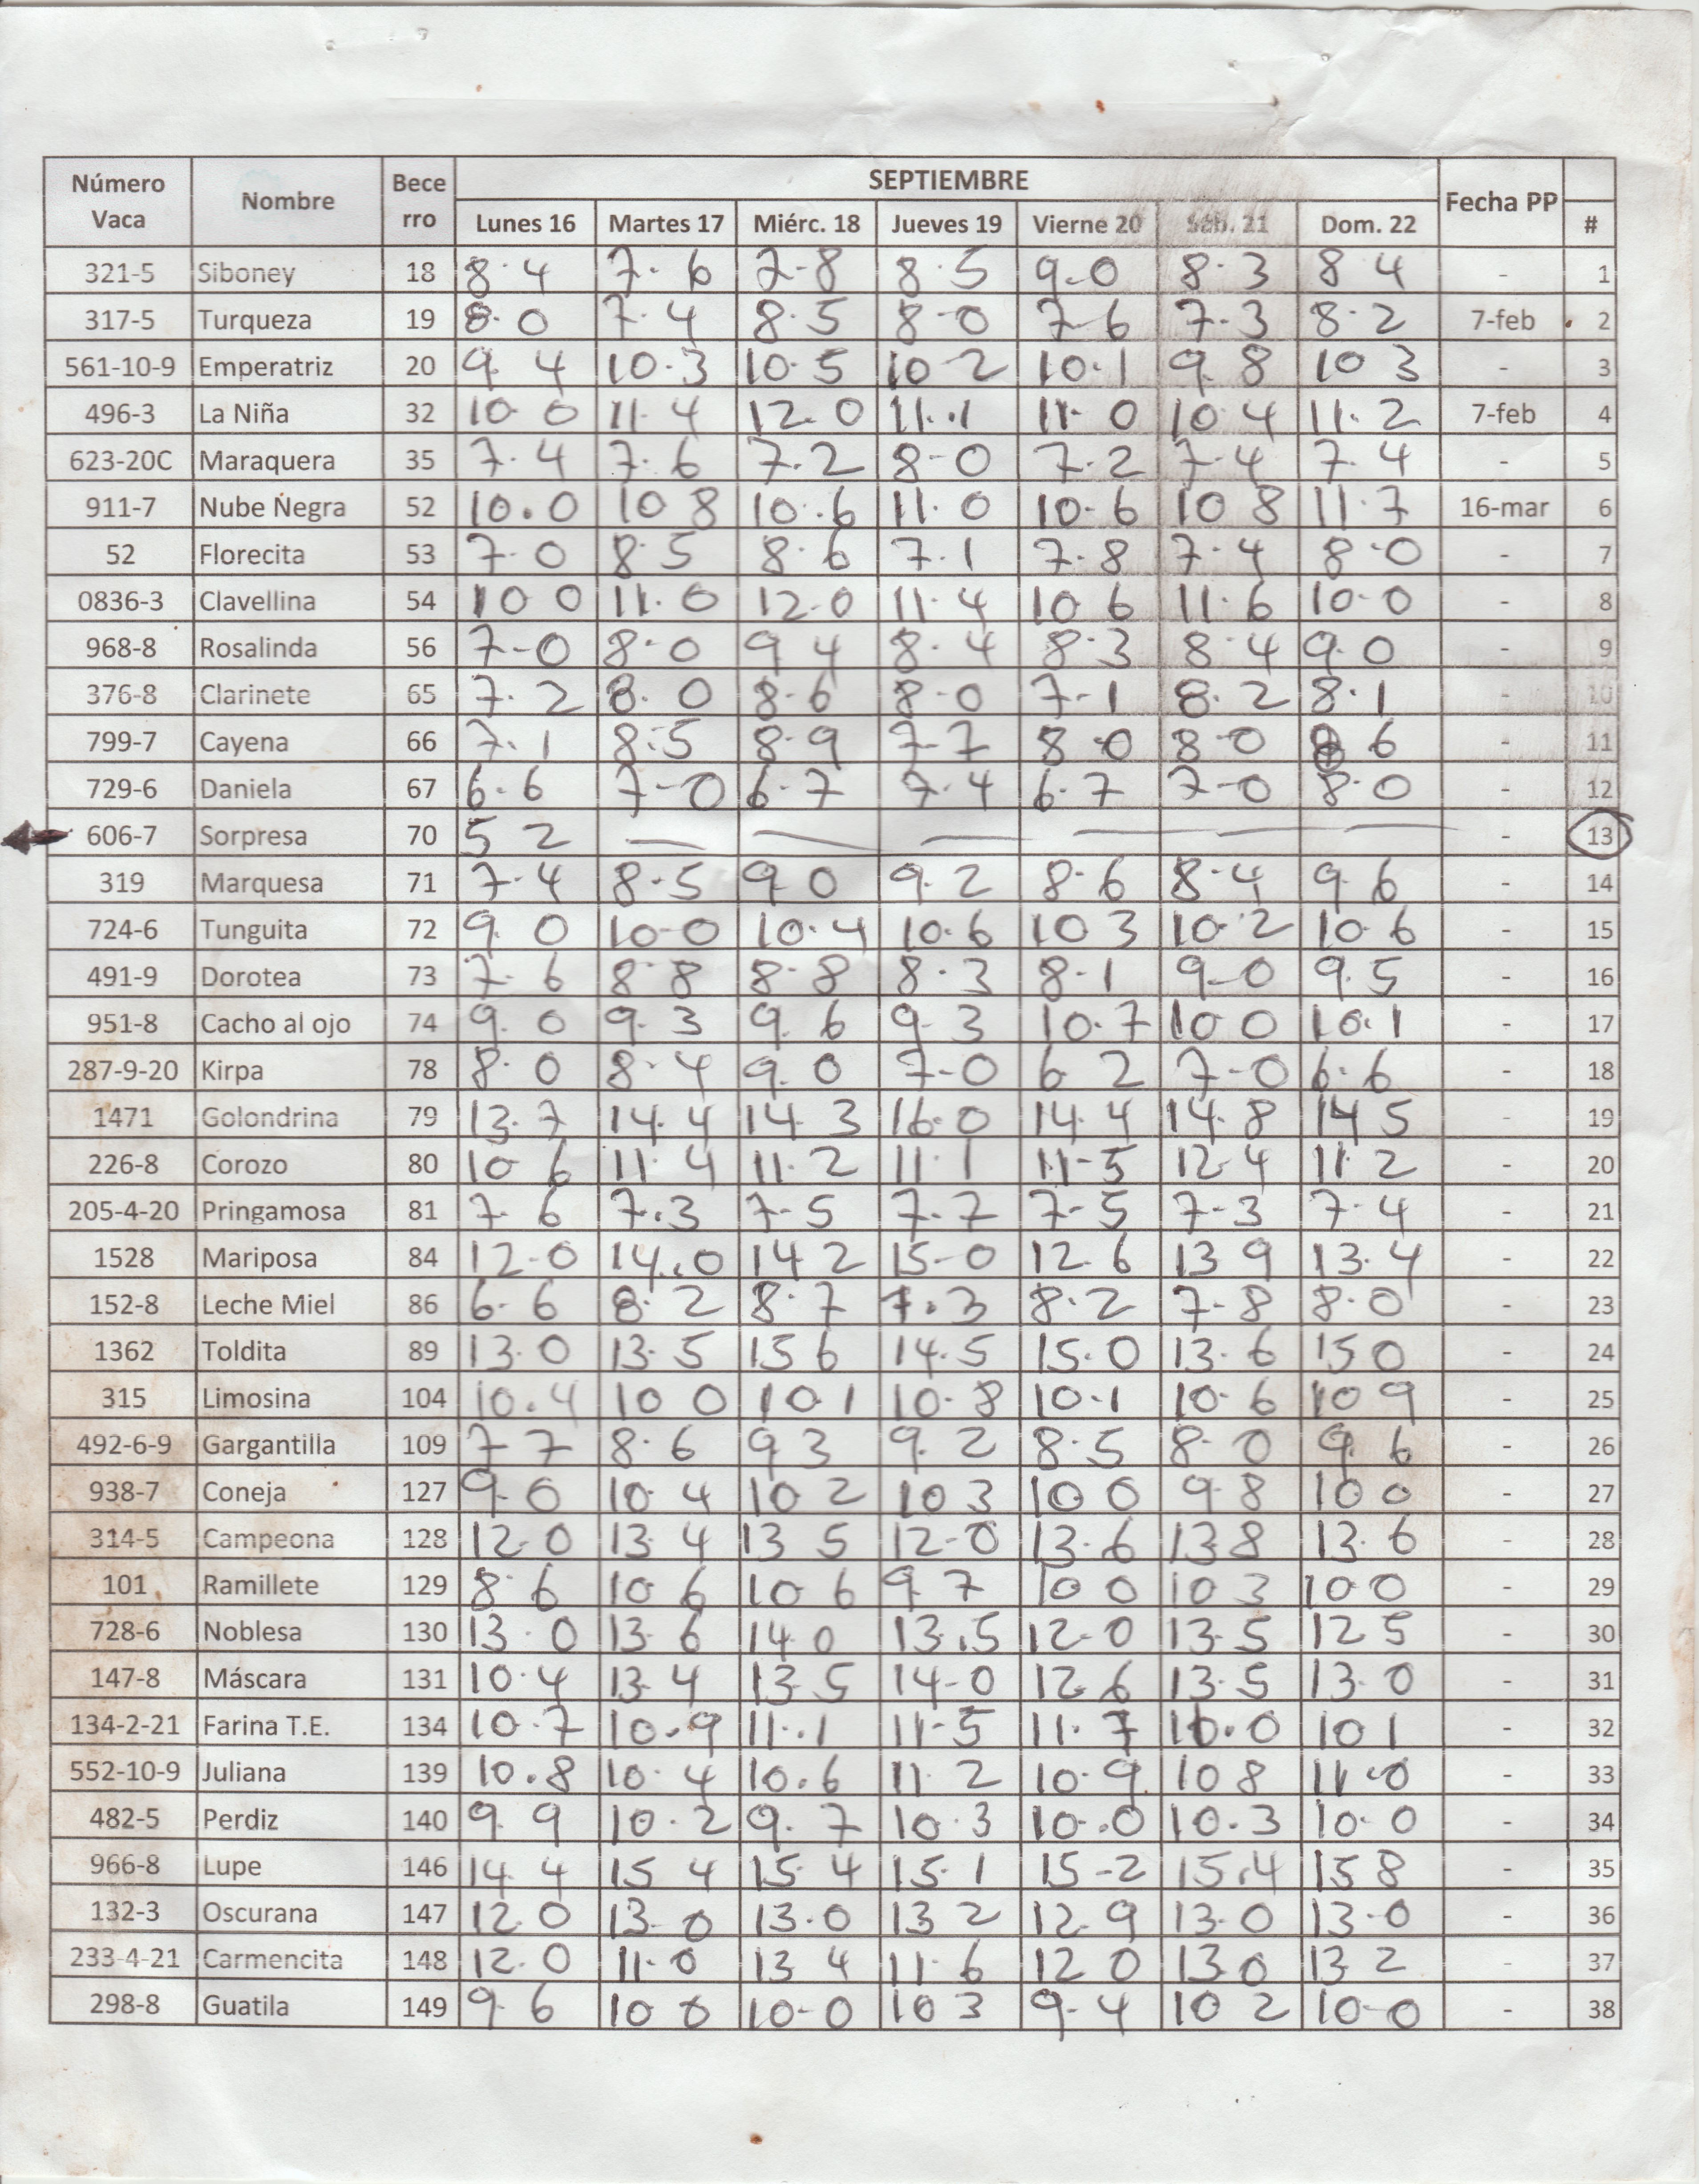 Número Vaca Nombre Bece rro SEPTIEMBRE Fecha PP #
Lunes 16 Martes 17 Miérc. 18 Jueves 19 Vierne 20 Sáb. 21 Dom. 22
321-5 Siboney 18 8.4 7.6 7-8 8.5 9-0 8.3 8 4 - 1
317-5 Turqueza 19 8.0 7.4 8.5 8-0 7-6 7-3 8.2 7-feb 2
561-10-9 Emperatriz 20 9.4 10.3 10.5 10 2 10.1 9.8 10 3 - 3
496-3 La Niña 32 10.0 11.4 12.0 11.1 11.0 10 4 11.2 7-feb 4
623-20C Maraquera 35 7.4 7.6 7.2 8-0 7.2 7-4 7.4 - 5
911-7 Nube Negra 52 10.0 10 8 10.6 11.0 10-6 10 8 11.7 16-mar 6
52 Florecita 53 7-0 8.5 8.6 7.1 7-8 7.4 8.0 - 7
0836-3 Clavellina 54 10 0 11.0 12.0 11.4 10 6 11.6 10-0 - 8
968-8 Rosalinda 56 7-0 8.0 9 4 8.4 8.3 8 4 9.0 - 9
376-8 Clarinete 65 7.2 8.0 8-6 8-0 7-1 8.2 8.1 - 10
799-7 Cayena 66 7.1 8.5 8.9 7-7 8.0 8.0 6 - 11
729-6 Daniela 67 6.6 7-0 6-7 7.4 6.7 7-0 8.0 - 12
606-7 Sorpresa 70 5 2 — — — — — — - 13
319 Marquesa 71 7.4 8.5 9 0 9.2 8.6 8.4 9.6 - 14
724-6 Tunguita 72 9.0 10-0 10.4 10.6 10 3 10.2 10.6 - 15
491-9 Dorotea 73 7-6 8.8 8.8 8.3 8.1 9-0 9.5 - 16
951-8 Cacho al ojo 74 9.0 9.3 9.6 9-3 10.7 10 0 10.1 - 17
287-9-20 Kirpa 78 8.0 8.4 9.0 7-0 6 2 7-0 6.6 - 18
1471 Golondrina 79 13.7 14.4 14.3 16.0 14.4 14.8 14 5 - 19
226-8 Corozo 80 10 6 11.4 11.2 11.1 11-5 12-4 11.2 - 20
205-4-20 Pringamosa 81 7.6 7.3 7-5 7-7 7-5 7-3 7.4 - 21
1528 Mariposa 84 12-0 14.0 14 2 15-0 12.6 13 9 13.4 - 22
152-8 Leche Miel 86 6-6 8.2 8.7 7.3 8.2 7-8 8.0 - 23
1362 Toldita 89 13.0 13.5 15 6 14.5 15.0 13.6 15 0 - 24
315 Limosina 104 10.4 10 0 10.1 10-8 10.1 10.6 10 9 - 25
492-6-9 Gargantilla 109 7 7 8.6 9 3 9.2 8.5 8-0 9.6 - 26
938-7 Coneja 127 9-0 10.4 10 2 10 3 10 0 9-8 10 0 - 27
314-5 Campeona 128 12-0 13.4 13 5 12-0 13.6 13 8 13.6 - 28
101 Ramillete 129 8.6 10 6 10 6 9.7 10 0 10 3 10 0 - 29
728-6 Noblesa 130 13.0 13.6 14.0 13.5 12-0 13-5 12 5 - 30
147-8 Máscara 131 10.4 13.4 13.5 14-0 12.6 13.5 13.0 - 31
134-2-21 Farina T.E. 134 10.7 10.9 11.1 11-5 11.7 10.0 10 1 - 32
552-10-9 Juliana 139 10.8 10.4 10.6 11 2 10.9 10 8 11.0 - 33
482-5 Perdiz 140 9.9 10.2 9.7 10.3 10.0 10.3 10.0 - 34
966-8 Lupe 146 14.4 15 4 15.4 15.1 15-2 15.4 15 8 - 35
132-3 Oscurana 147 12.0 13-0 13.0 13 2 12.9 13.0 13-0 - 36
233-4-21 Carmencita 148 12.0 11.0 13 4 11.6 12 0 13 0 13 2 - 37
298-8 Guatila 149 9.6 10 0 10-0 10 3 9.4 10 2 10-0 - 38